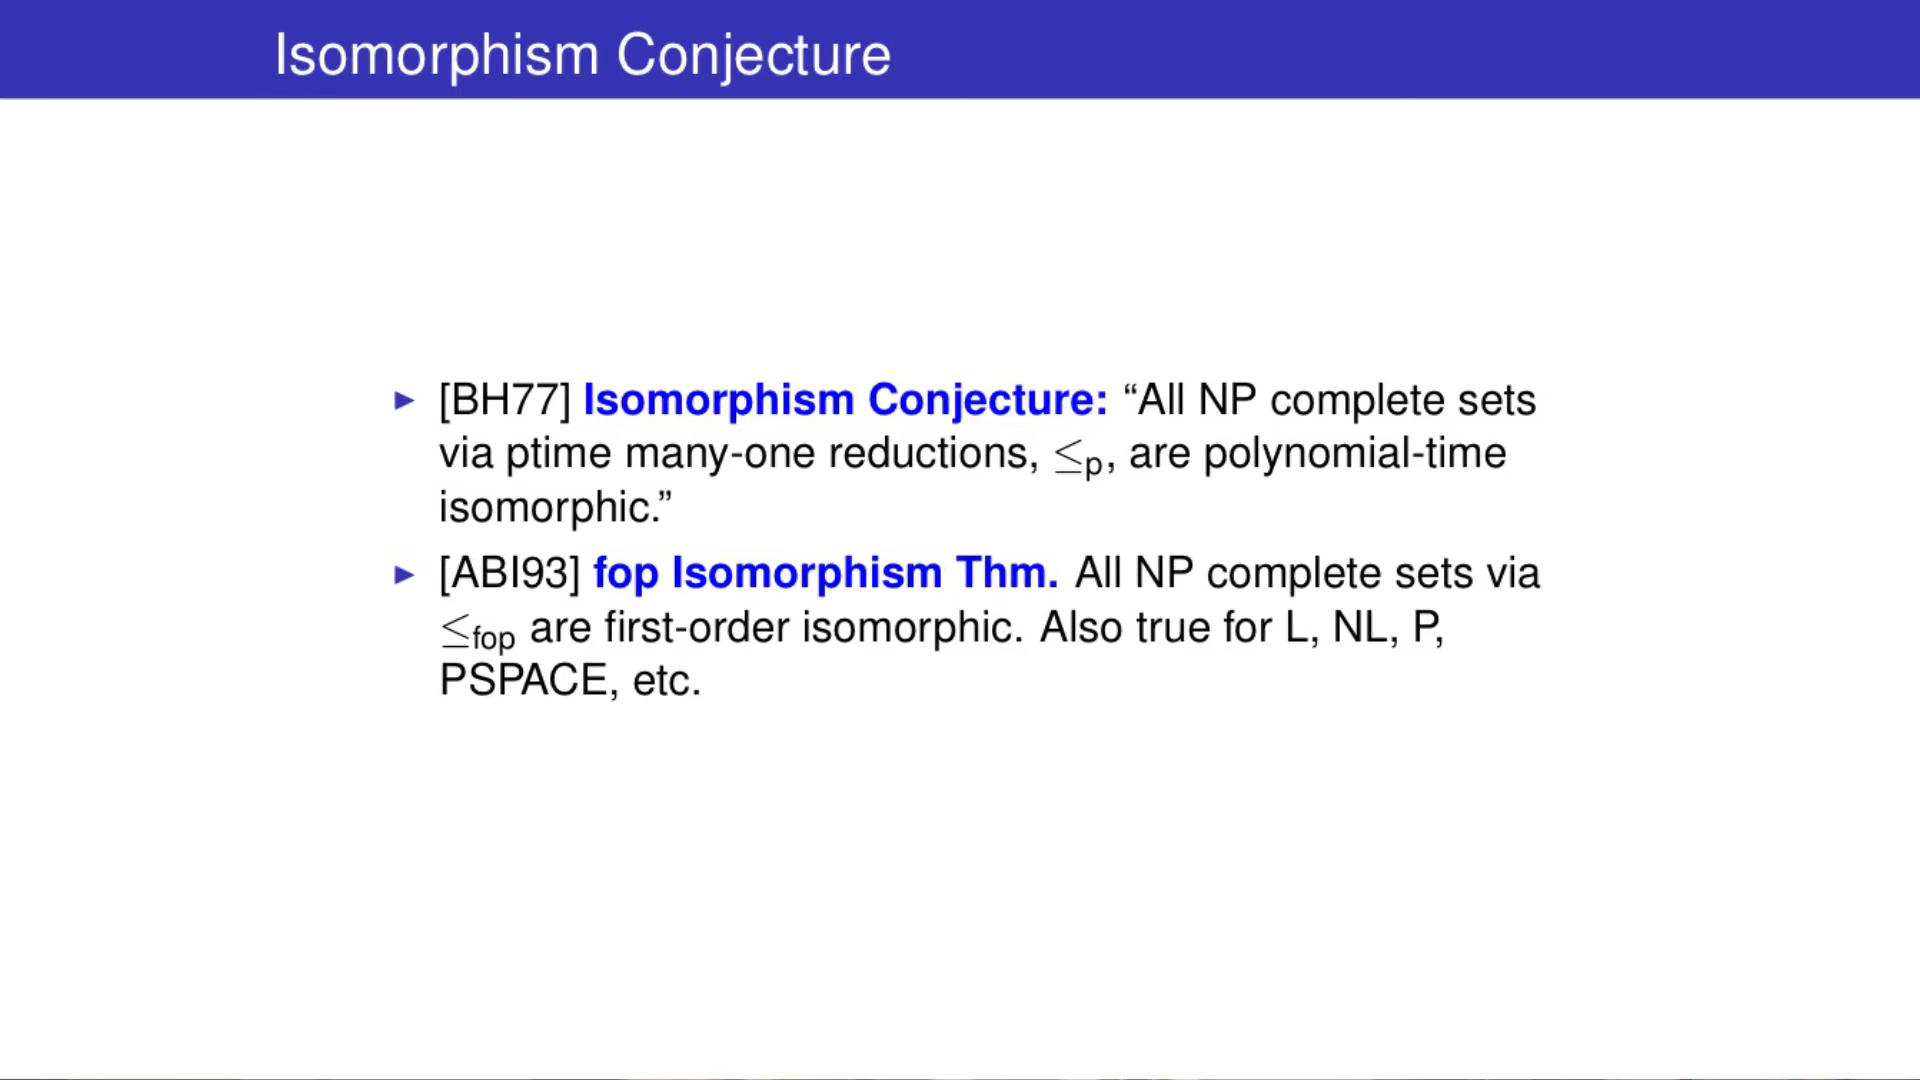 Isomorphism Conjecture
▶ [BH77] Isomorphism Conjecture: “All NP complete sets
via ptime many-one reductions, ≤p, are polynomial-time
isomorphic.”
▶ [ABI93] fop Isomorphism Thm. All NP complete sets via
≤fop are first-order isomorphic. Also true for L, NL, P,
PSPACE, etc.